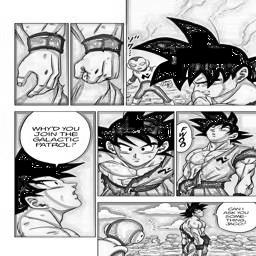 WHY'D YOU
JOIN THE
GALACTIC
PATROL?
CAN I
ASK YOU
SOME-
THING,
JACO?